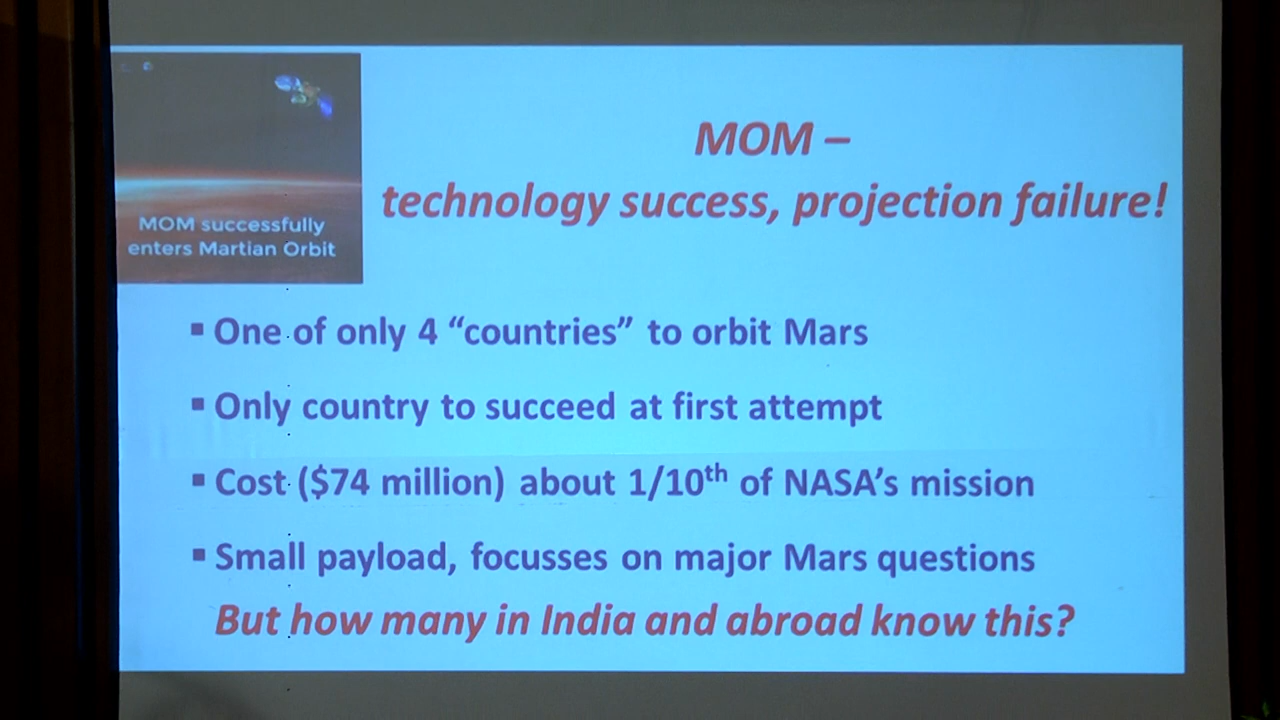 MOM –
technology success, projection failure!
MOM successfully
enters Martian Orbit
▪ One of only 4 “countries” to orbit Mars
▪ Only country to succeed at first attempt
▪ Cost ($74 million) about 1/10th of NASA’s mission
▪ Small payload, focusses on major Mars questions
But how many in India and abroad know this?